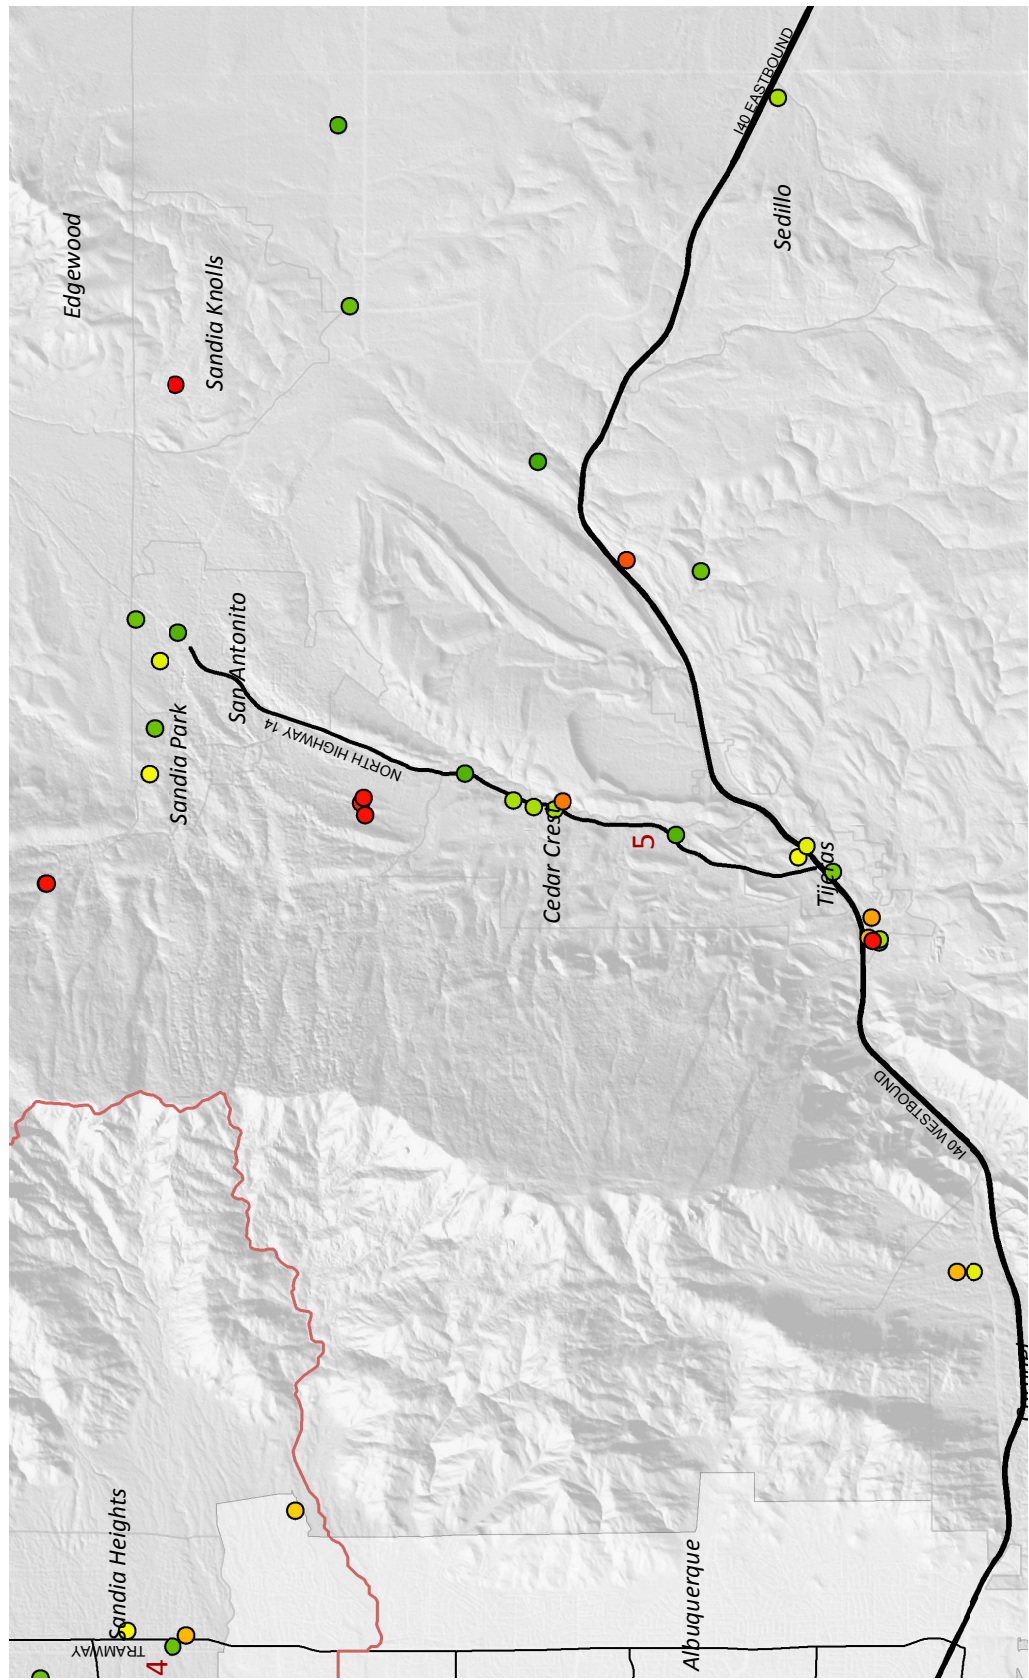 Edgewood
Sandia Knolls
I40 EASTBOUND
Sedillo
San Antonito
Sandia Park
NORTH HIGHWAY 14
Cedar Crest
5
Tijeras
I40 WESTBOUND
Sandia Heights
TRAMWAY
4
Albuquerque